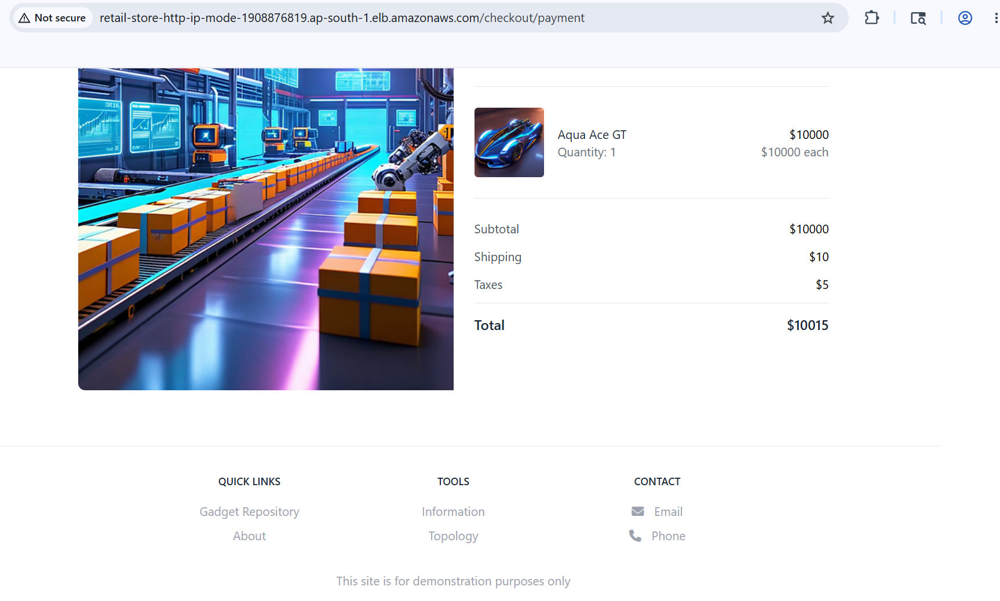 Not secure
retail-store-http-ip-mode-1908876819.ap-south-1.elb.amazonaws.com/checkout/payment
Aqua Ace GT $10000
Quantity: 1 $10000 each
Subtotal $10000
Shipping $10
Taxes $5
Total $10015
QUICK LINKS
Gadget Repository
About
TOOLS
Information
Topology
CONTACT
Email
Phone
This site is for demonstration purposes only